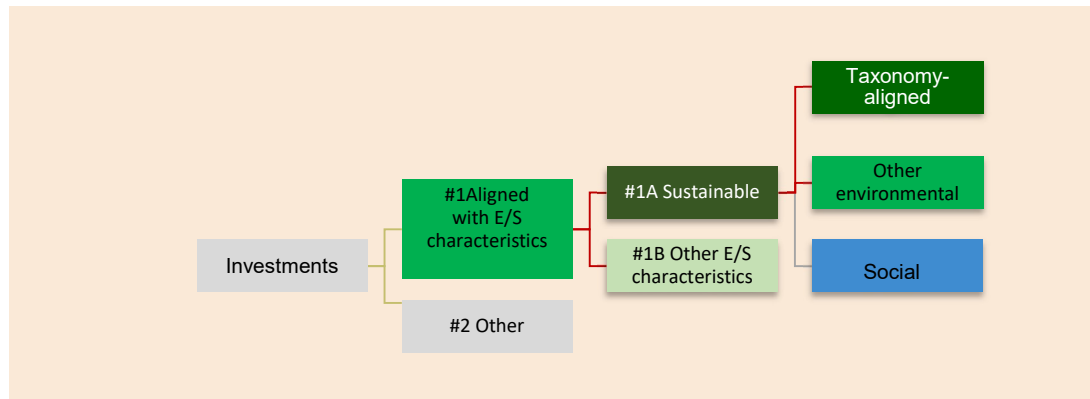 Investments
#1Aligned
with E/S
characteristics
#2 Other
#1A Sustainable
#1B Other E/S
characteristics
Taxonomy-
aligned
Other
environmental
Social